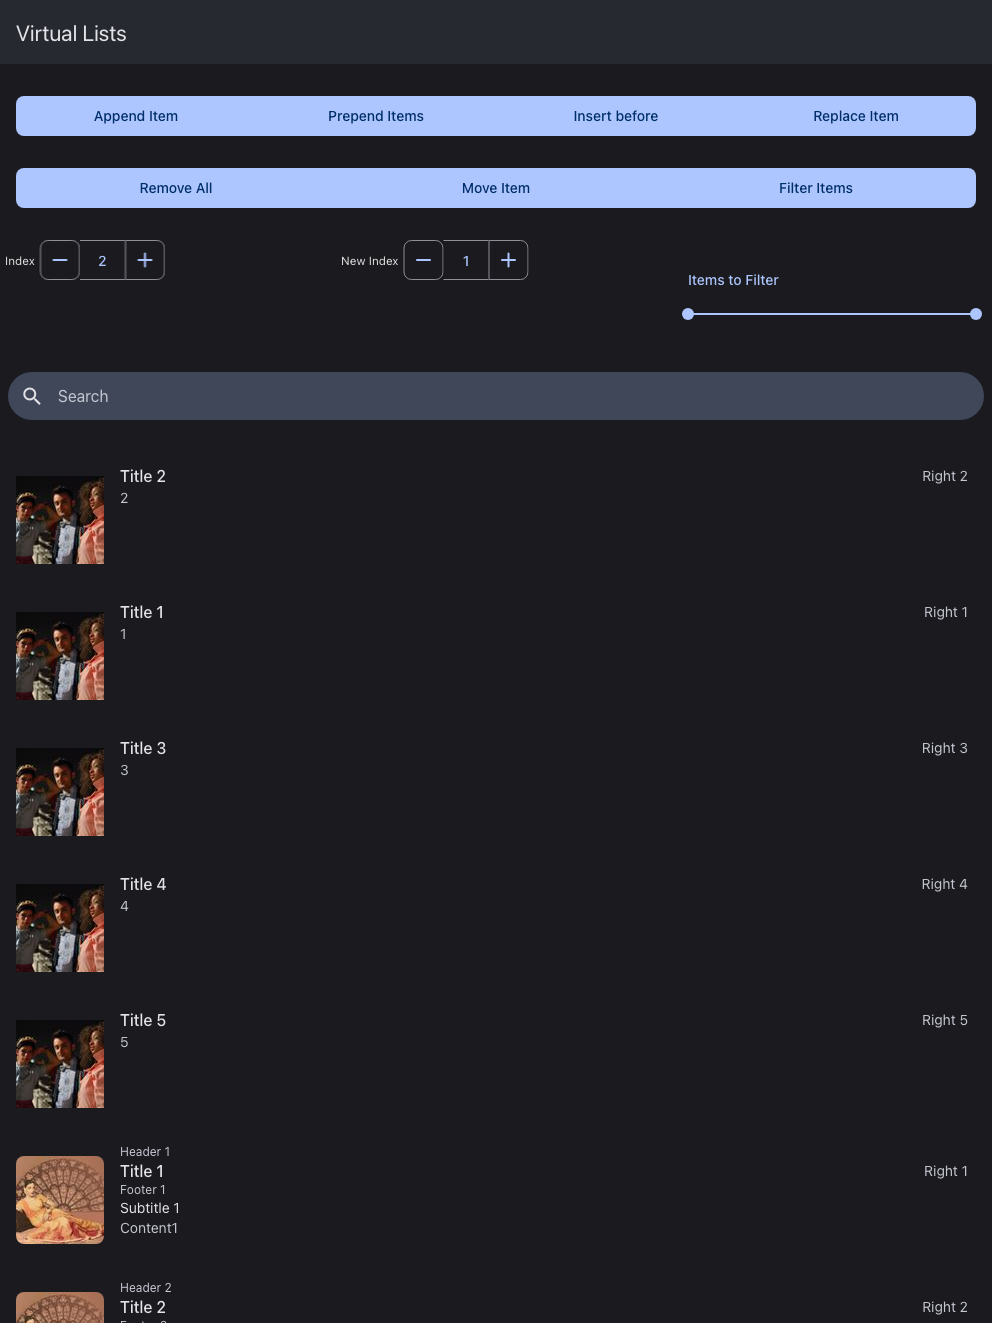 Virtual Lists
Append Item Prepend Items Insert before Replace Item
Remove All Move Item Filter Items
Index − 2 + New Index − 1 +
Items to Filter
Search
Title 2 Right 2
2
Title 1 Right 1
1
Title 3 Right 3
3
Title 4 Right 4
4
Title 5 Right 5
5
Header 1
Title 1 Right 1
Footer 1
Subtitle 1
Content1
Header 2
Title 2 Right 2